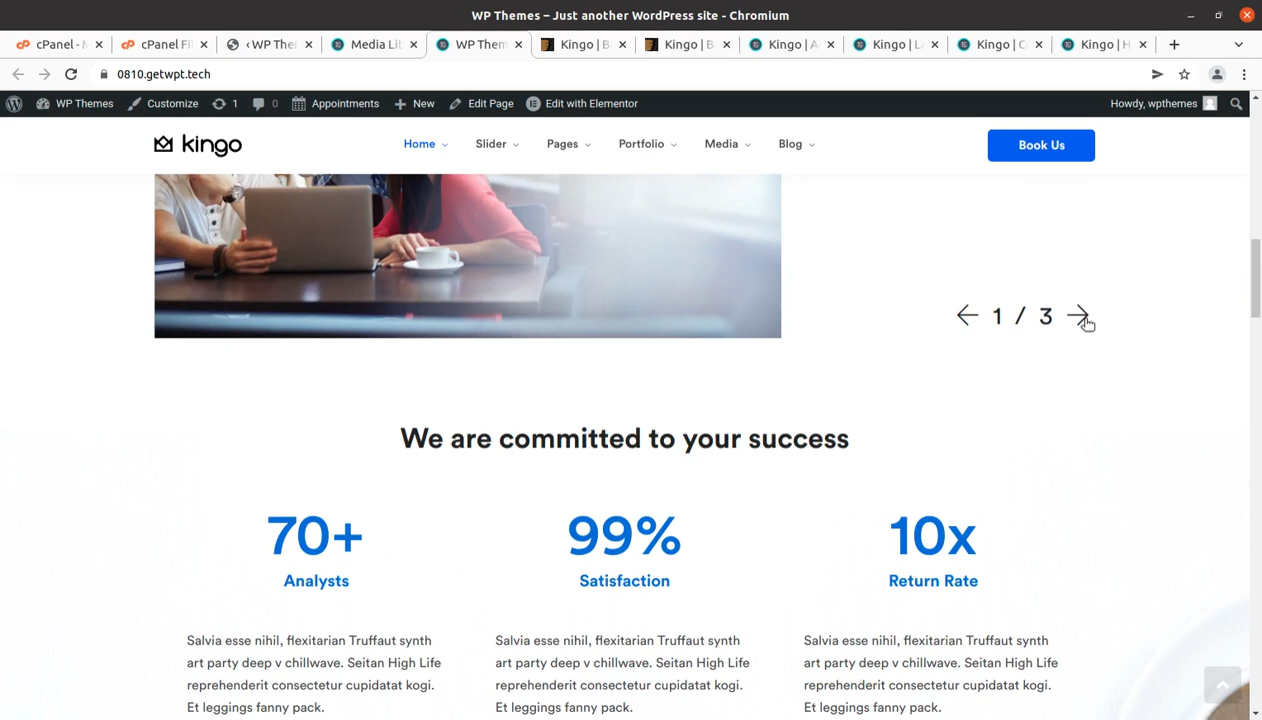 WP Themes – Just another WordPress site - Chromium
cPanel - M
cPanel Fi
‹ WP Ther
Media Lib
WP Them
Kingo | B
Kingo | B
Kingo | A
Kingo | L
Kingo | C
Kingo | H
0810.getwpt.tech
WP Themes Customize 1 0 Appointments New Edit Page Edit with Elementor Howdy, wpthemes
kingo Home Slider Pages Portfolio Media Blog Book Us
1 / 3
We are committed to your success
70+ 99% 10x
Analysts Satisfaction Return Rate
Salvia esse nihil, flexitarian Truffaut synth
art party deep v chillwave. Seitan High Life
reprehenderit consectetur cupidatat kogi.
Et leggings fanny pack.
Salvia esse nihil, flexitarian Truffaut synth
art party deep v chillwave. Seitan High Life
reprehenderit consectetur cupidatat kogi.
Et leggings fanny pack.
Salvia esse nihil, flexitarian Truffaut synth
art party deep v chillwave. Seitan High Life
reprehenderit consectetur cupidatat kogi.
Et leggings fanny pack.